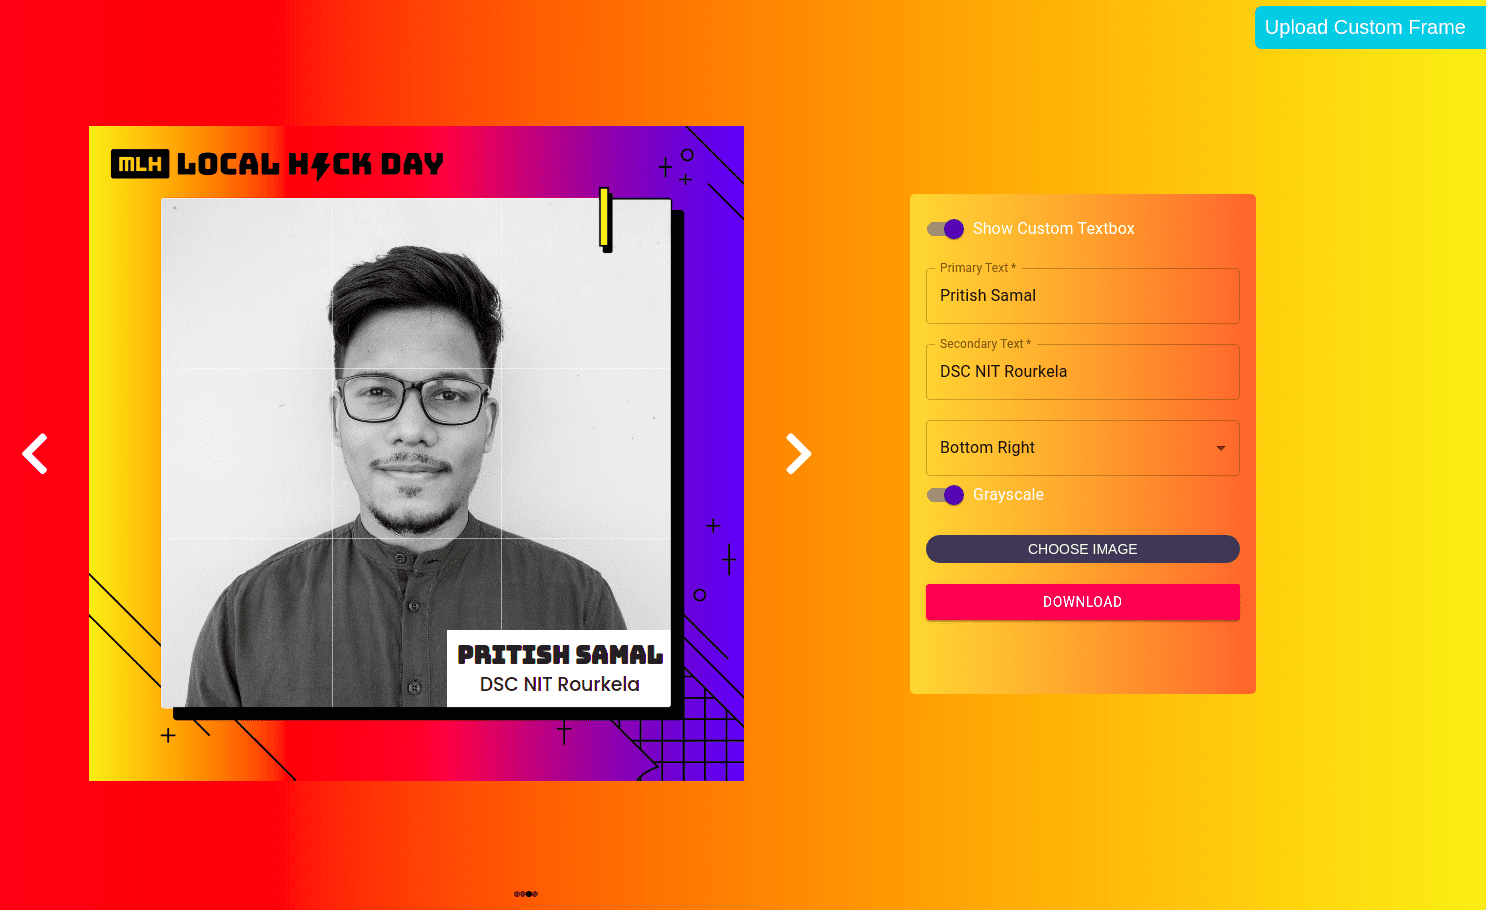 Upload Custom Frame
MLH LOCAL HACK DAY
PRITISH SAMAL
DSC NIT Rourkela
Show Custom Textbox
Primary Text *
Pritish Samal
Secondary Text *
DSC NIT Rourkela
Bottom Right
Grayscale
CHOOSE IMAGE
DOWNLOAD